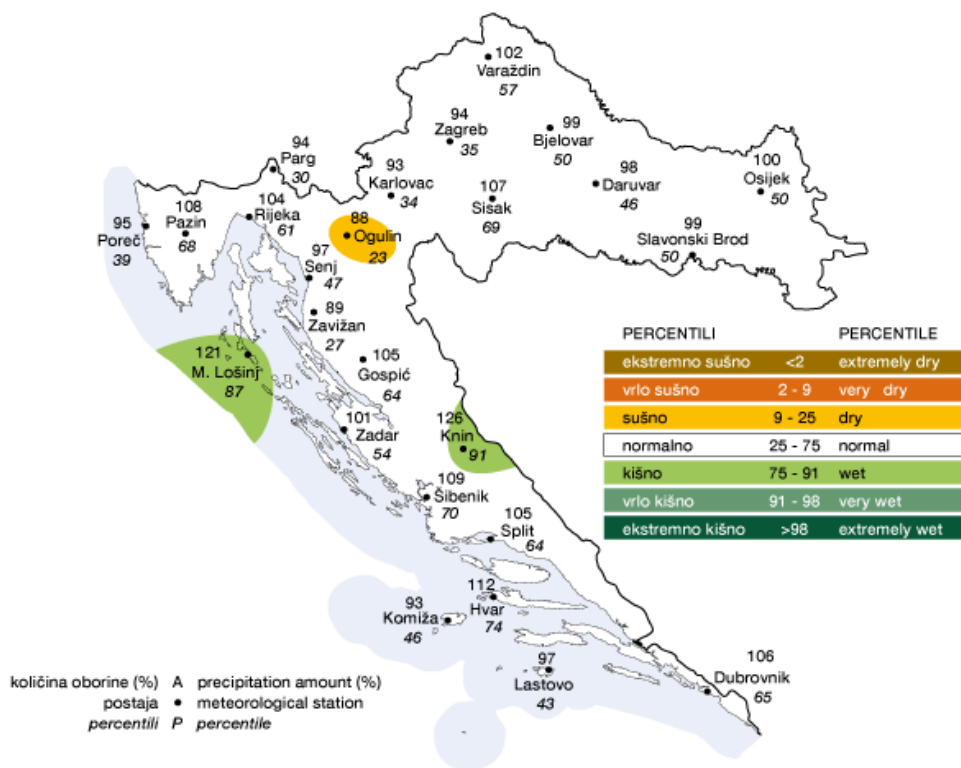 102
Varaždin
57
94
Zagreb
35
99
Bjelovar
50
94
Parg
30
93
Karlovac
34
98
Daruvar
46
100
Osijek
50
107
Sisak
69
104
Rijeka
61
108
Pazin
68
95
Poreč
39
88
Ogulin
23
99
Slavonski Brod
50
97
Senj
47
89
Zavižan
27
121
M. Lošinj
87
105
Gospić
64
101
Zadar
54
126
Knin
91
109
Šibenik
70
105
Split
64
112
Hvar
74
93
Komiža
46
97
Lastovo
43
106
Dubrovnik
65
PERCENTILI PERCENTILE
ekstremno sušno <2 extremely dry
vrlo sušno 2 - 9 very dry
sušno 9 - 25 dry
normalno 25 - 75 normal
kišno 75 - 91 wet
vrlo kišno 91 - 98 very wet
ekstremno kišno >98 extremely wet
količina oborine (%) A precipitation amount (%)
postaja • meteorological station
percentili P percentile